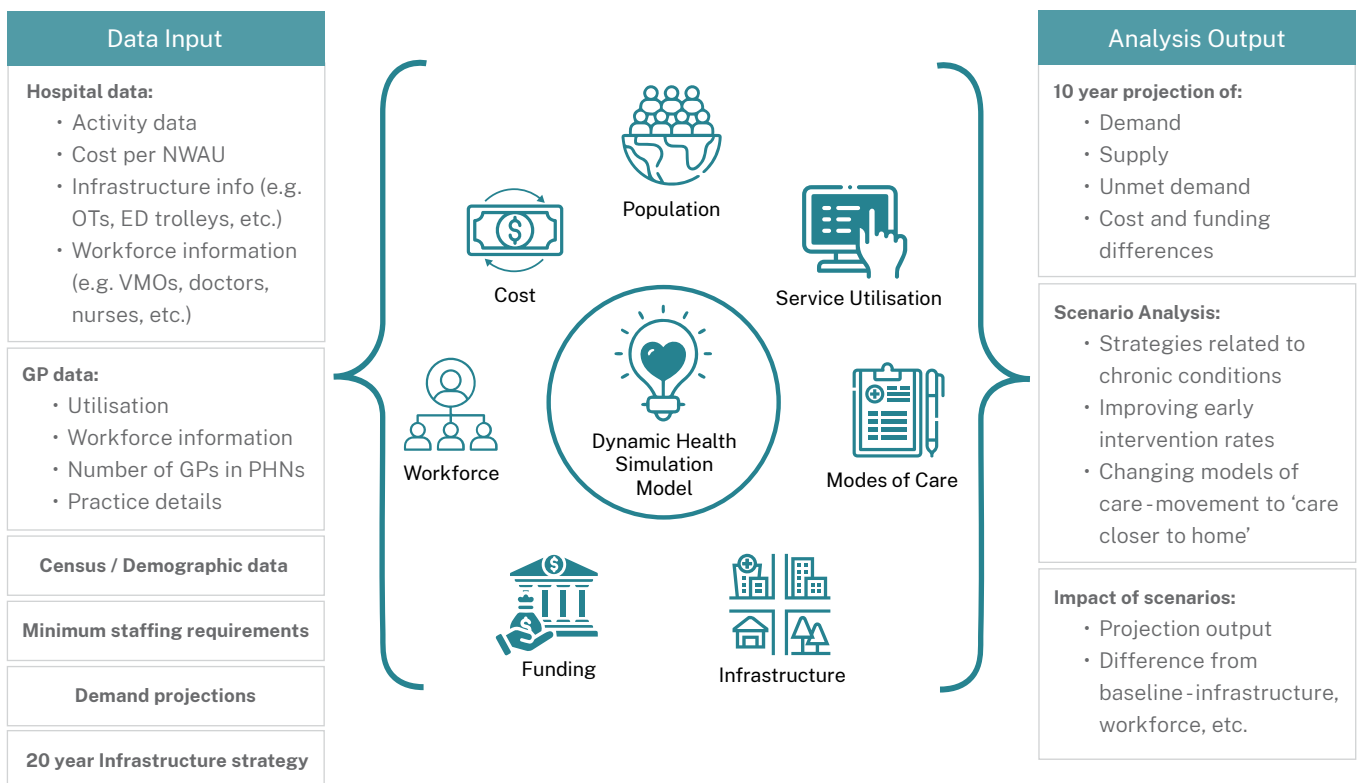 Data Input
Hospital data:
• Activity data
• Cost per NWAU
• Infrastructure info (e.g.
OTs, ED trolleys, etc.)
• Workforce information
(e.g. VMOs, doctors,
nurses, etc.)
GP data:
• Utilisation
• Workforce information
• Number of GPs in PHNs
• Practice details
Census / Demographic data
Minimum staffing requirements
Demand projections
20 year Infrastructure strategy
Population
Cost
Service Utilisation
Dynamic Health
Simulation
Model
Workforce
Modes of Care
Funding
Infrastructure
Analysis Output
10 year projection of:
• Demand
• Supply
• Unmet demand
• Cost and funding
differences
Scenario Analysis:
• Strategies related to
chronic conditions
• Improving early
intervention rates
• Changing models of
care - movement to ‘care
closer to home’
Impact of scenarios:
• Projection output
• Difference from
baseline - infrastructure,
workforce, etc.